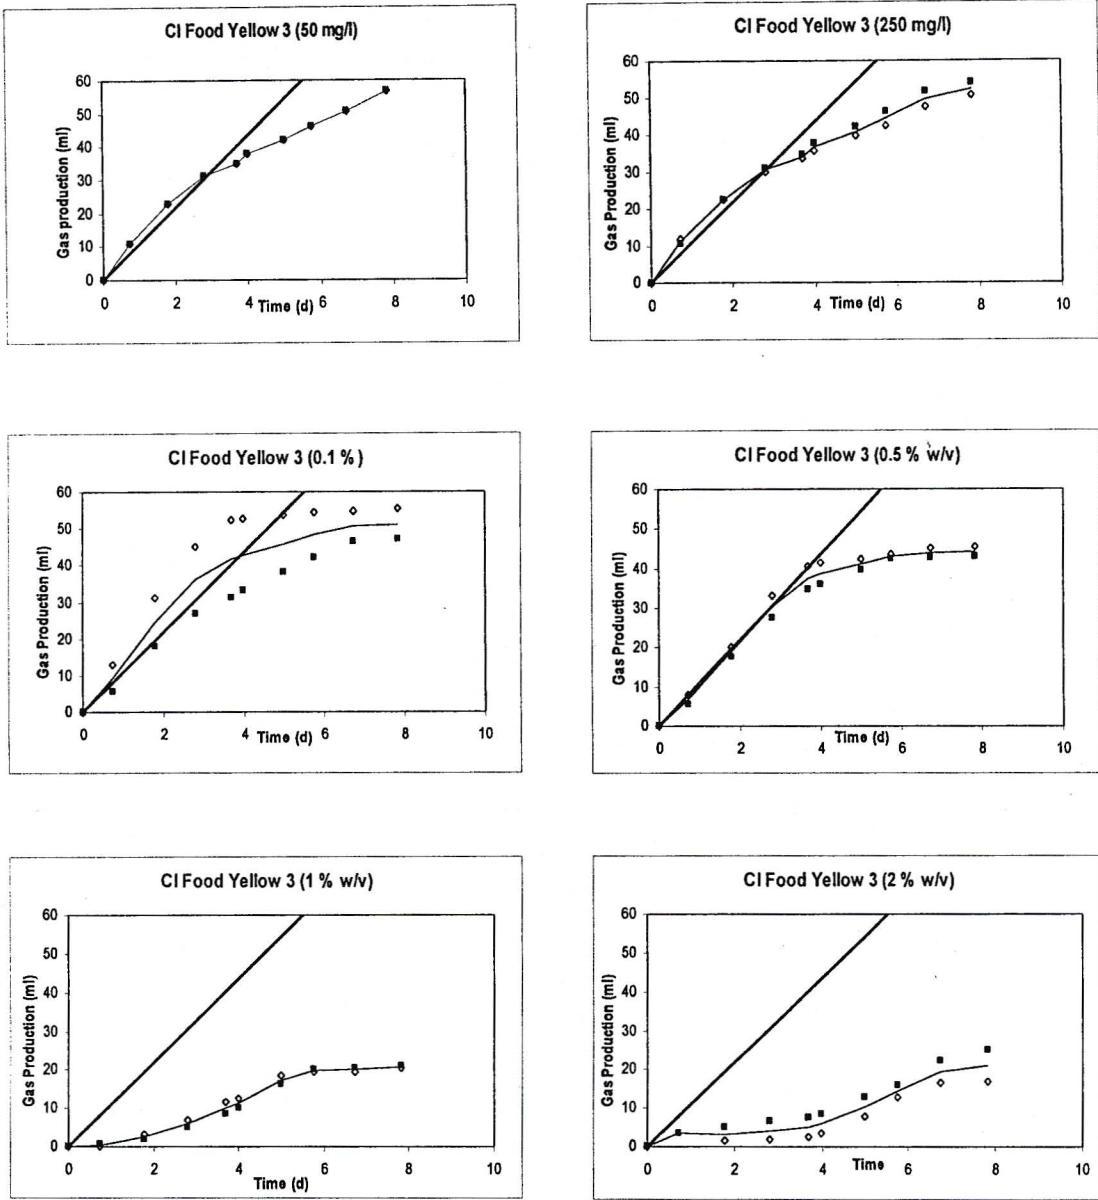 CI Food Yellow 3 (50 mg/l)
Gas production (ml)
60
50
40
30
20
10
0
0 2 4 6 8 10
Time (d)
CI Food Yellow 3 (250 mg/l)
Gas Production (ml)
60
50
40
30
20
10
0
0 2 4 6 8 10
Time (d)
CI Food Yellow 3 (0.1 %)
Gas Production (ml)
60
50
40
30
20
10
0
0 2 4 6 8 10
Time (d)
CI Food Yellow 3 (0.5 % w/v)
Gas Production (ml)
60
50
40
30
20
10
0
0 2 4 6 8 10
Time (d)
CI Food Yellow 3 (1 % w/v)
Gas Production (ml)
60
50
40
30
20
10
0
0 2 4 6 8 10
Time (d)
CI Food Yellow 3 (2 % w/v)
Gas Production (ml)
60
50
40
30
20
10
0
0 2 4 6 8 10
Time